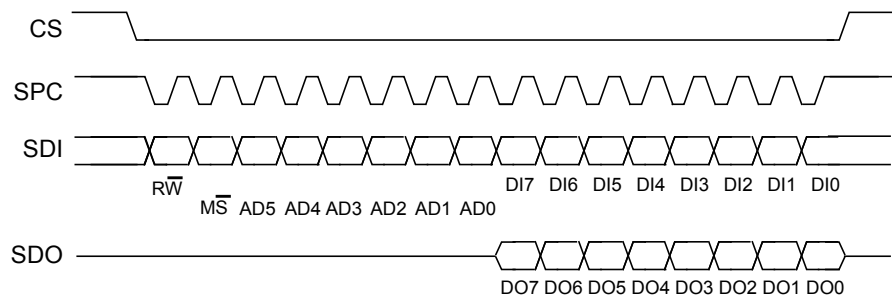 CS
SPC
SDI
DI7 DI6 DI5 DI4 DI3 DI2 DI1 DI0
RW̅
MS̅ AD5 AD4 AD3 AD2 AD1 AD0
SDO
DO7 DO6 DO5 DO4 DO3 DO2 DO1 DO0